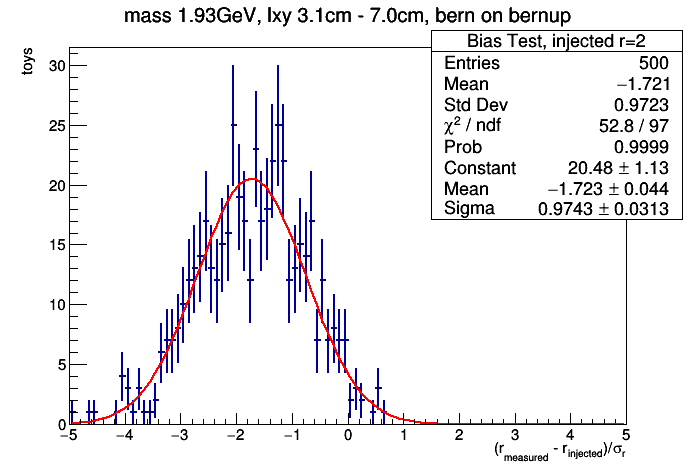 mass 1.93GeV, lxy 3.1cm - 7.0cm, bern on bernup
toys
Bias Test, injected r=2
Entries 500
Mean −1.721
Std Dev 0.9723
χ² / ndf 52.8 / 97
Prob 0.9999
Constant 20.48 ± 1.13
Mean −1.723 ± 0.044
Sigma 0.9743 ± 0.0313
30
25
20
15
10
5
0
−5 −4 −3 −2 −1 0 1 2 3 4 5
(r_measured - r_injected)/σ_r